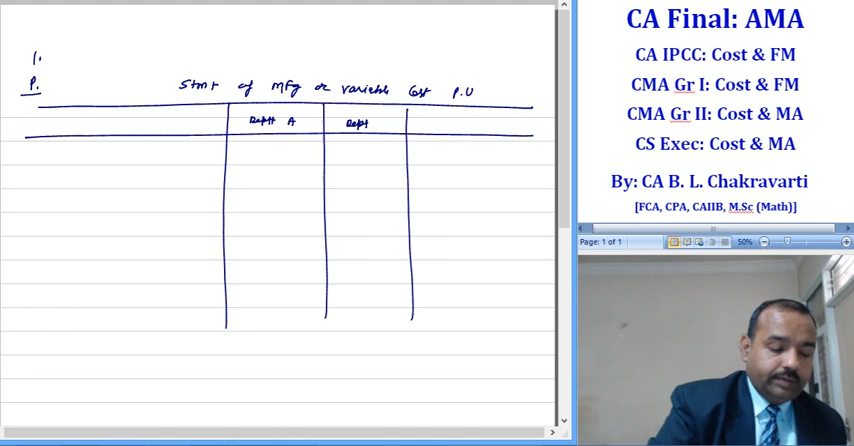 1.
P.
Stmt of Mfg or Variable Cost P.U
Deptt A Dept
CA Final: AMA
CA IPCC: Cost & FM
CMA Gr I: Cost & FM
CMA Gr II: Cost & MA
CS Exec: Cost & MA
By: CA B. L. Chakravarti
[FCA, CPA, CAIIB, M.Sc (Math)]
Page: 1 of 1 50%